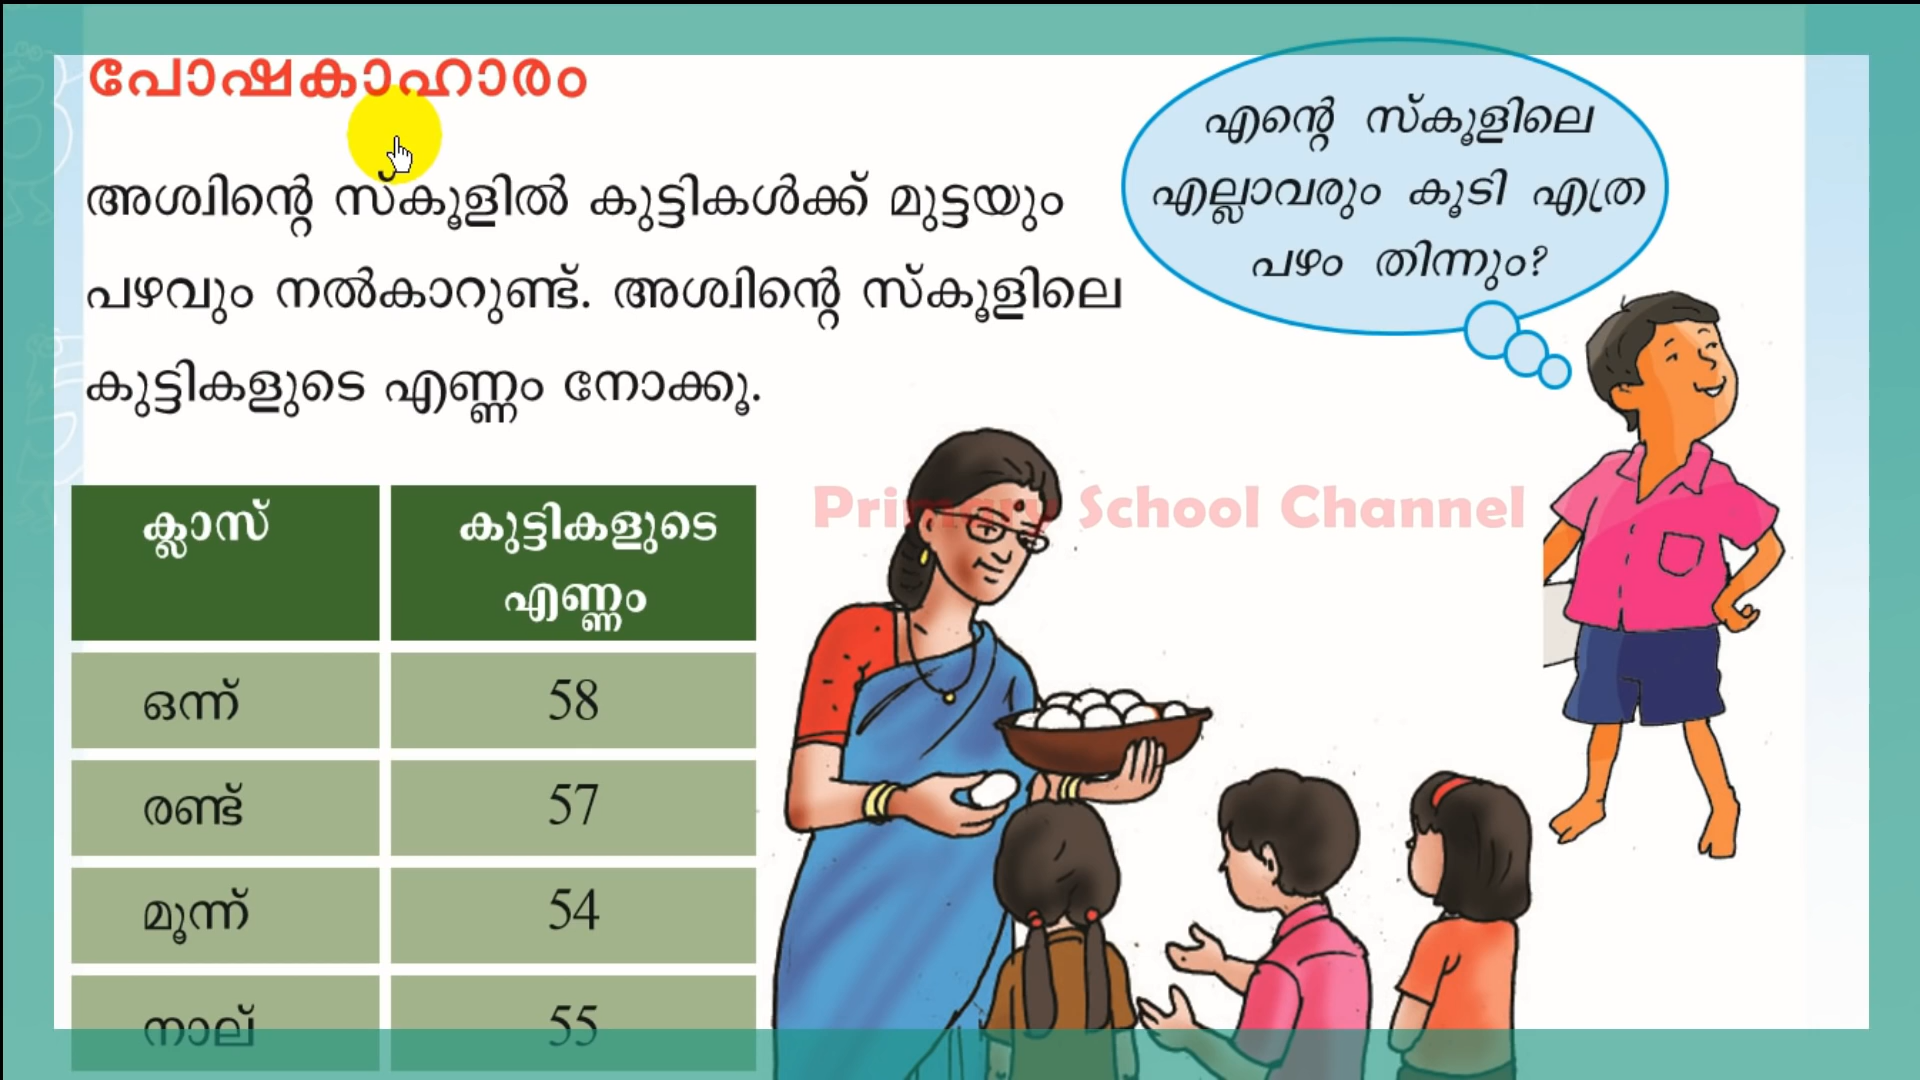 പോഷകാഹാരം
അശ്വിന്റെ സ്കൂളിൽ കുട്ടികൾക്ക് മുട്ടയും
പഴവും നൽകാറുണ്ട്. അശ്വിന്റെ സ്കൂളിലെ
കുട്ടികളുടെ എണ്ണം നോക്കൂ.
എന്റെ സ്കൂളിലെ
എല്ലാവരും കൂടി എത്ര
പഴം തിന്നും?
Primary School Channel
ക്ലാസ് കുട്ടികളുടെ
എണ്ണം
ഒന്ന് 58
രണ്ട് 57
മൂന്ന് 54
നാല് 55